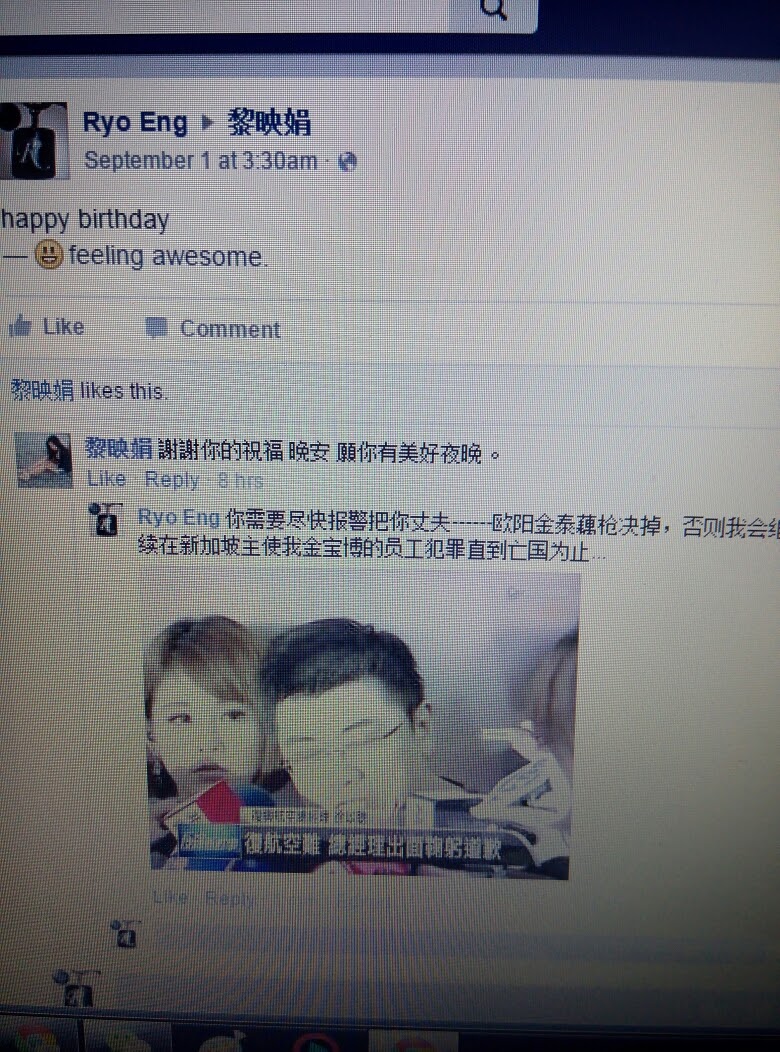 Ryo Eng ▸ 黎映娟
September 1 at 3:30am ·
happy birthday
— 😃 feeling awesome.
Like Comment
黎映娟 likes this.
黎映娟 謝謝你的祝福 晚安 願你有美好夜晚。
Like · Reply · 8 hrs
Ryo Eng 你需要尽快报警把你丈夫------欧阳金泰藕枪决掉，否则我会继
续在新加坡主使我金宝博的员工犯罪直到亡国为止...
復航空難 總經理出面鞠躬道歉
Like · Reply